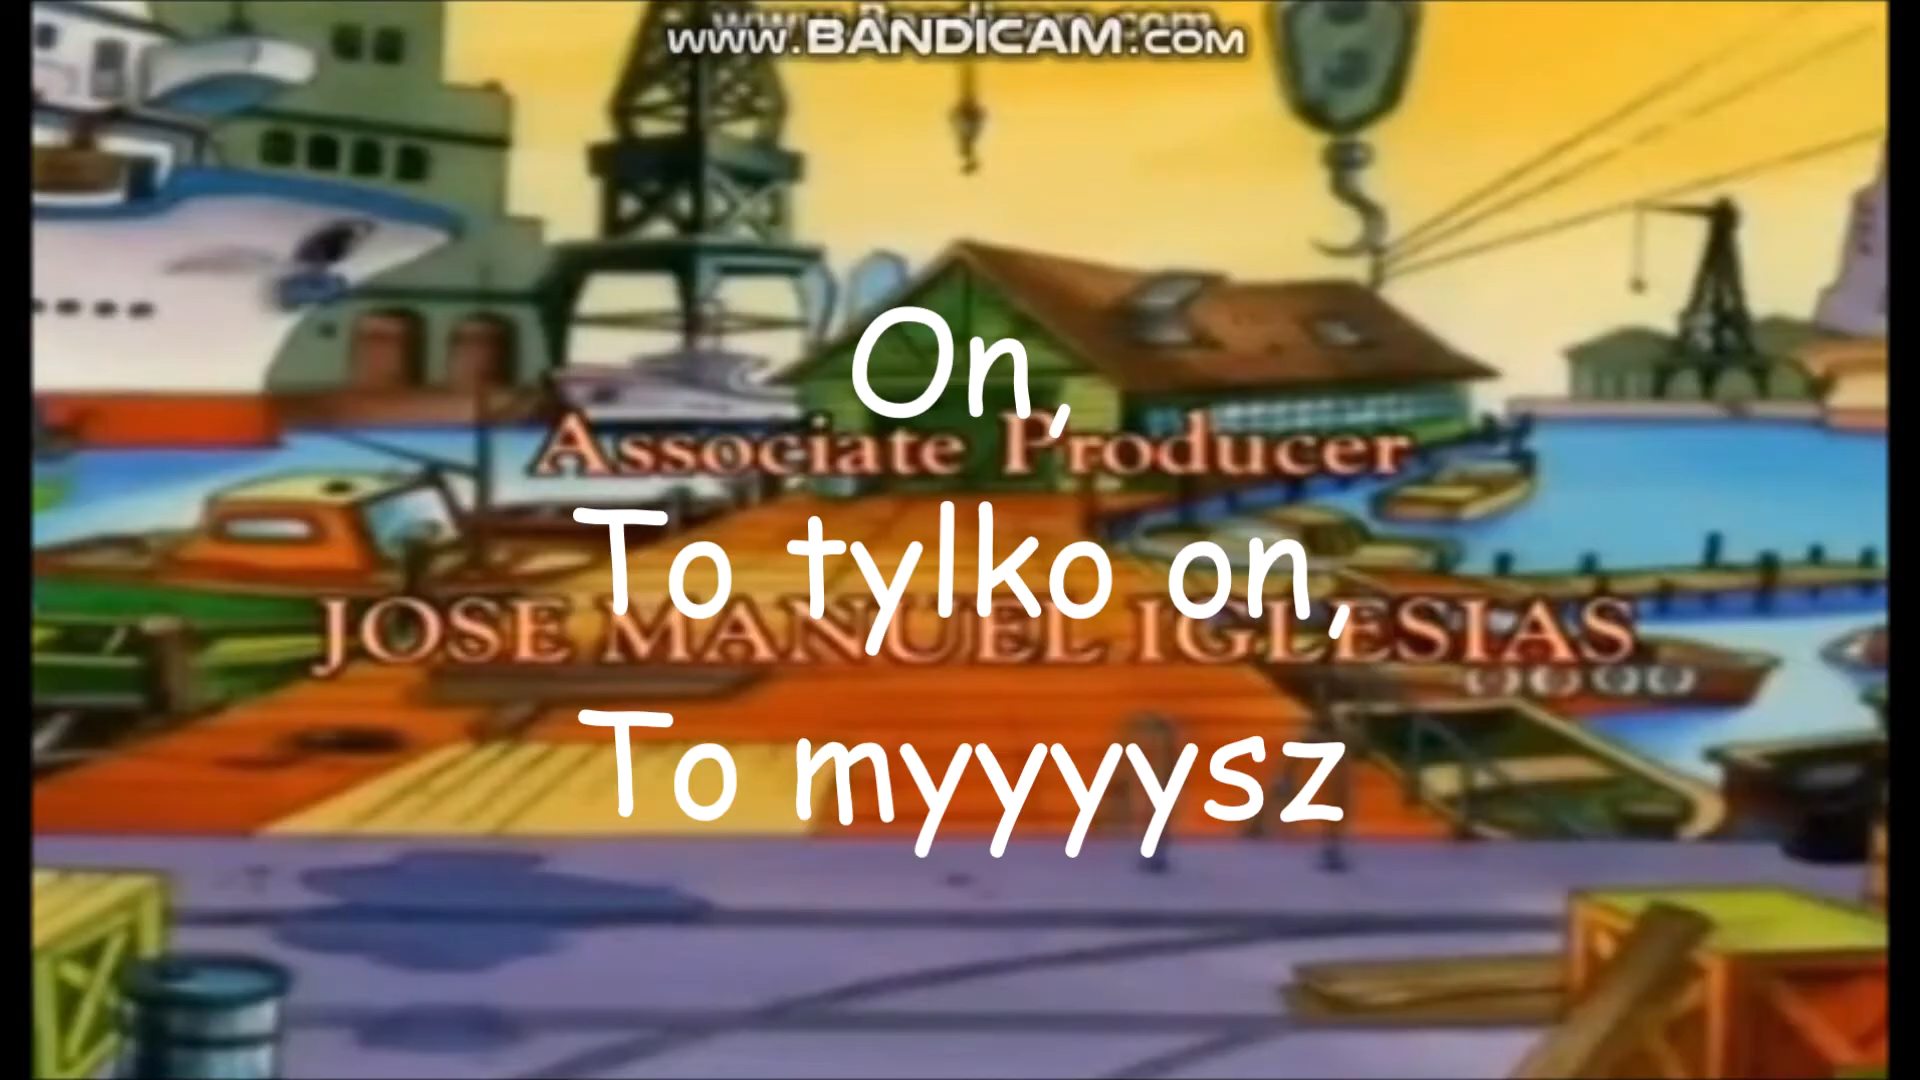 www.BANDICAM.com
On,
Associate Producer
To tylko on,
JOSE MANUEL IGLESIAS
To myyyysz